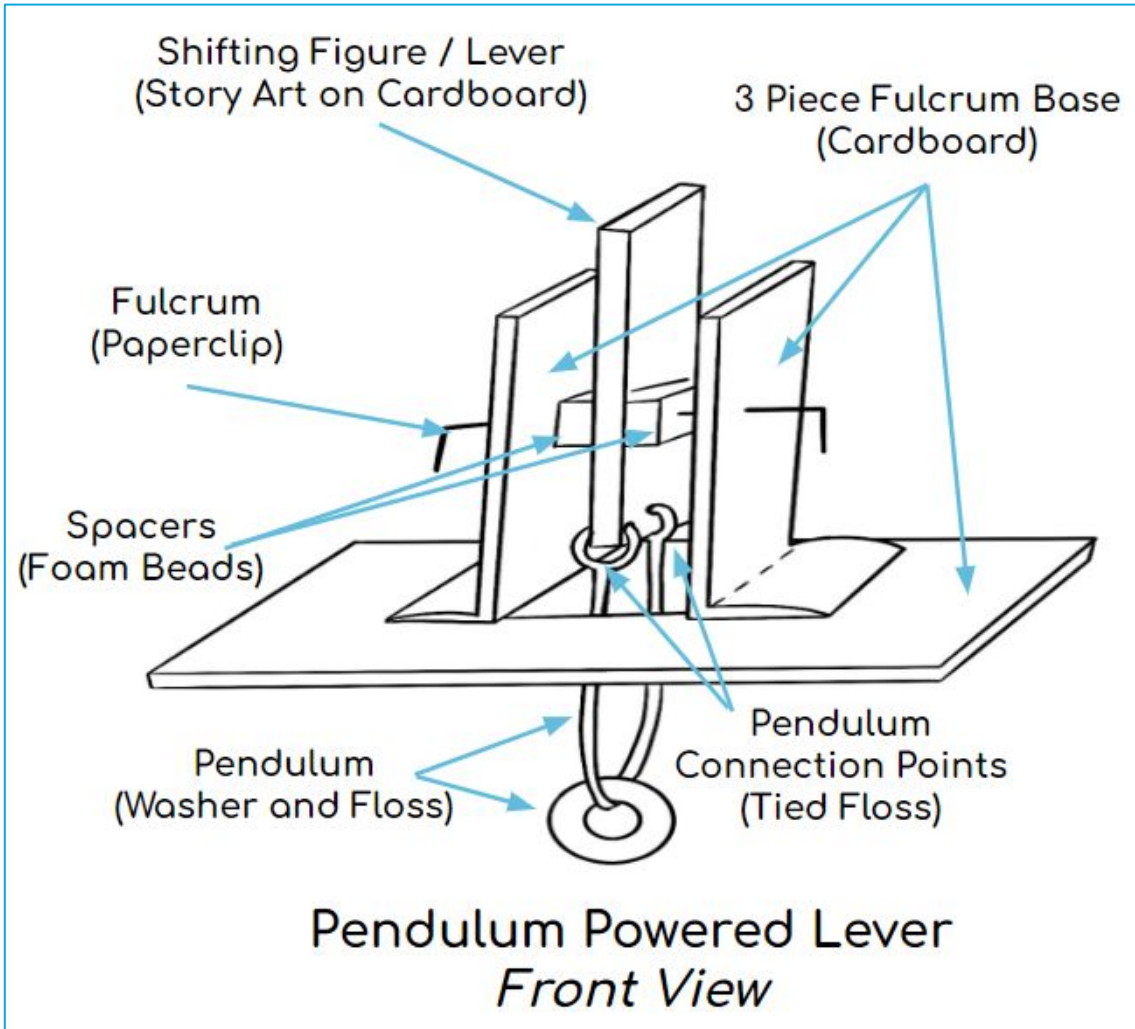 Shifting Figure / Lever
(Story Art on Cardboard)
3 Piece Fulcrum Base
(Cardboard)
Fulcrum
(Paperclip)
Spacers
(Foam Beads)
Pendulum
(Washer and Floss)
Pendulum
Connection Points
(Tied Floss)
Pendulum Powered Lever
Front View